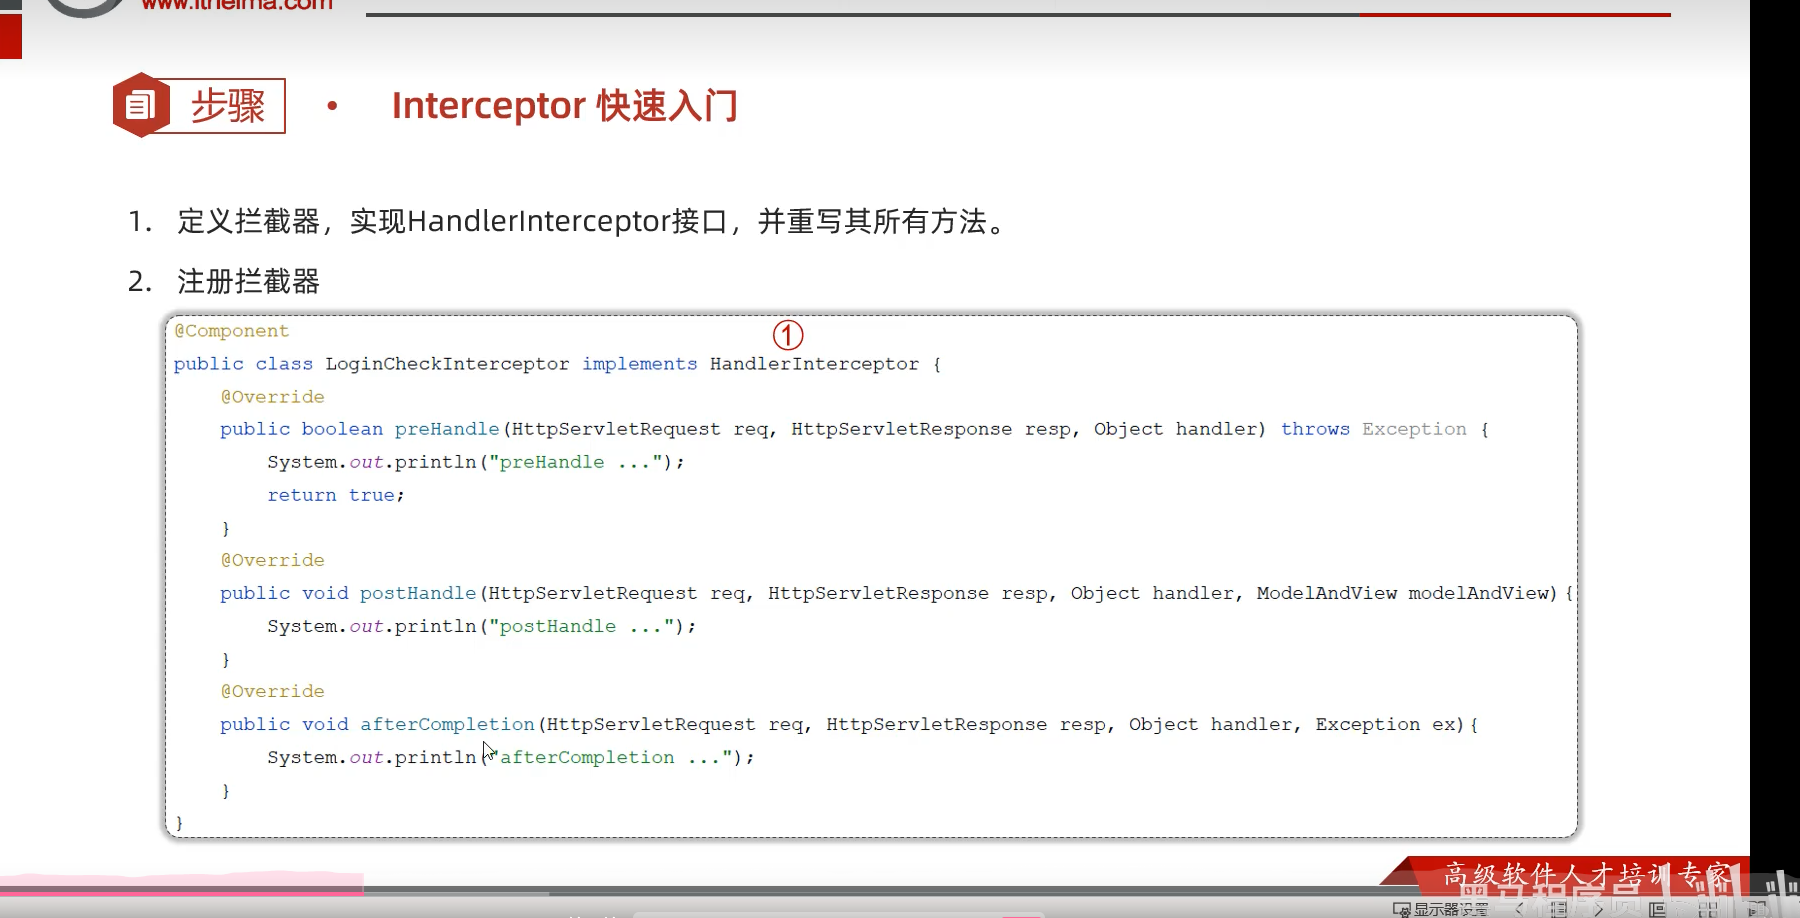 www.itheima.com
步骤
• Interceptor 快速入门
1. 定义拦截器，实现HandlerInterceptor接口，并重写其所有方法。
2. 注册拦截器
①
@Component
public class LoginCheckInterceptor implements HandlerInterceptor {
@Override
public boolean preHandle(HttpServletRequest req, HttpServletResponse resp, Object handler) throws Exception {
System.out.println("preHandle ...");
return true;
}
@Override
public void postHandle(HttpServletRequest req, HttpServletResponse resp, Object handler, ModelAndView modelAndView){
System.out.println("postHandle ...");
}
@Override
public void afterCompletion(HttpServletRequest req, HttpServletResponse resp, Object handler, Exception ex){
System.out.println("afterCompletion ...");
}
}
高级软件人才培训专家
黑马程序员
显示器设置